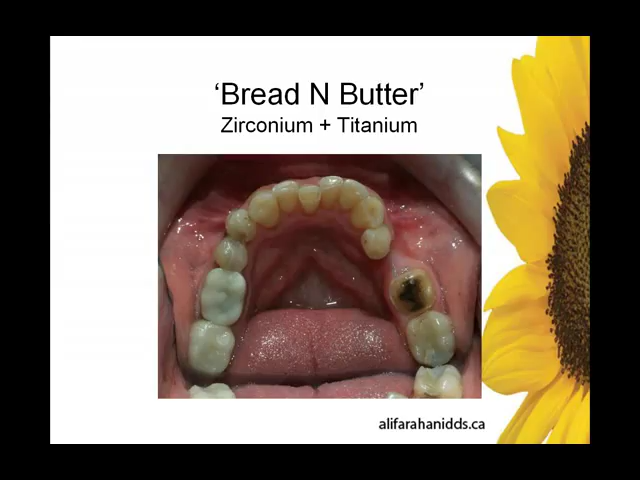 ‘Bread N Butter’
Zirconium + Titanium
alifarahanidds.ca